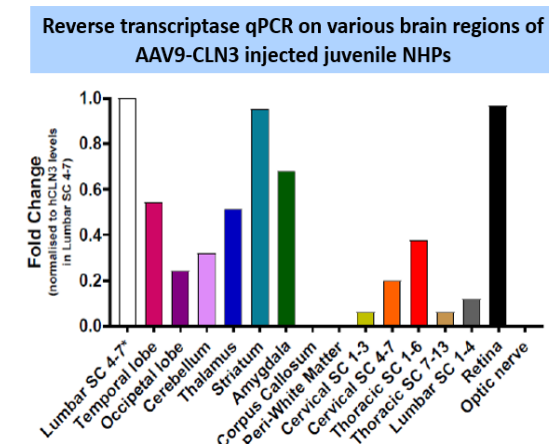 Reverse transcriptase qPCR on various brain regions of
AAV9-CLN3 injected juvenile NHPs
Fold Change
(normalised to hCLN3 levels
in Lumbar SC 4-7)
1.0
0.8
0.6
0.4
0.2
0.0
Lumbar SC 4-7*
Temporal lobe
Occipetal lobe
Cerebellum
Thalamus
Striatum
Amygdala
Corpus Callosum
Peri-White Matter
Cervical SC 1-3
Cervical SC 4-7
Thoracic SC 1-6
Thoracic SC 7-13
Lumbar SC 1-4
Retina
Optic nerve